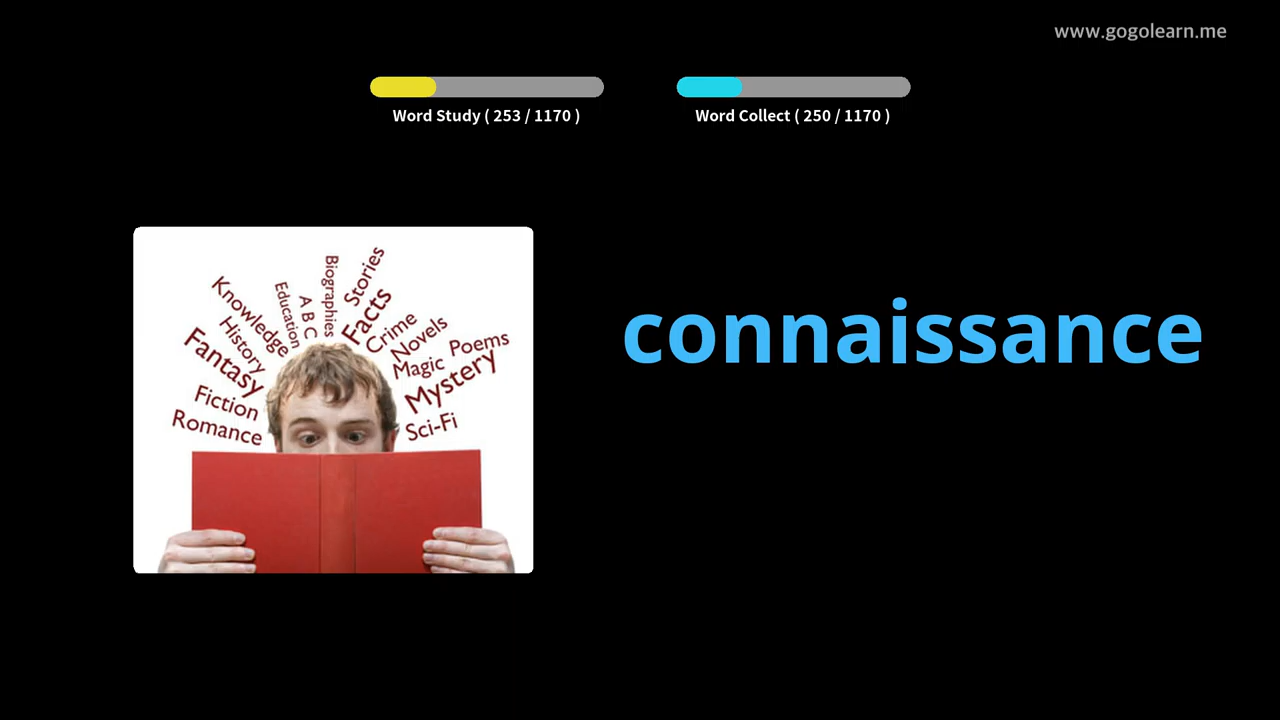 www.gogolearn.me
Word Study ( 253 / 1170 )
Word Collect ( 250 / 1170 )
Romance
Fiction
Fantasy
History
Knowledge
Education
A B C
Biographies
Stories
Facts
Crime
Novels
Magic
Poems
Mystery
Sci-Fi
connaissance